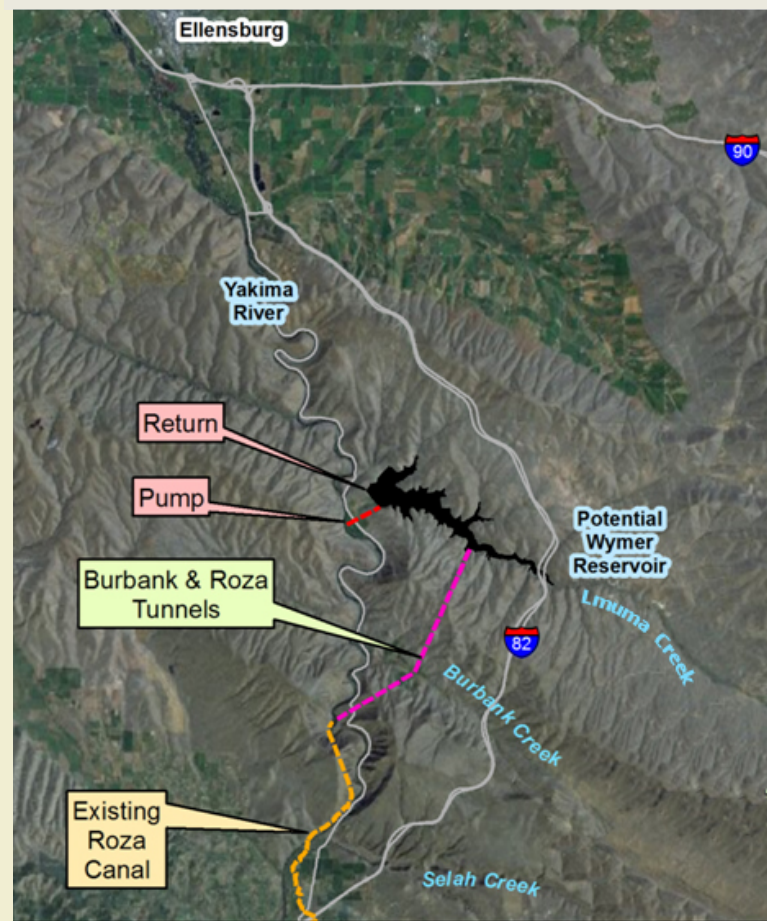 Ellensburg
90
Yakima
River
Return
Pump
Potential
Wymer
Reservoir
Burbank & Roza
Tunnels
Lmuma Creek
82
Burbank Creek
Existing
Roza
Canal
Selah Creek